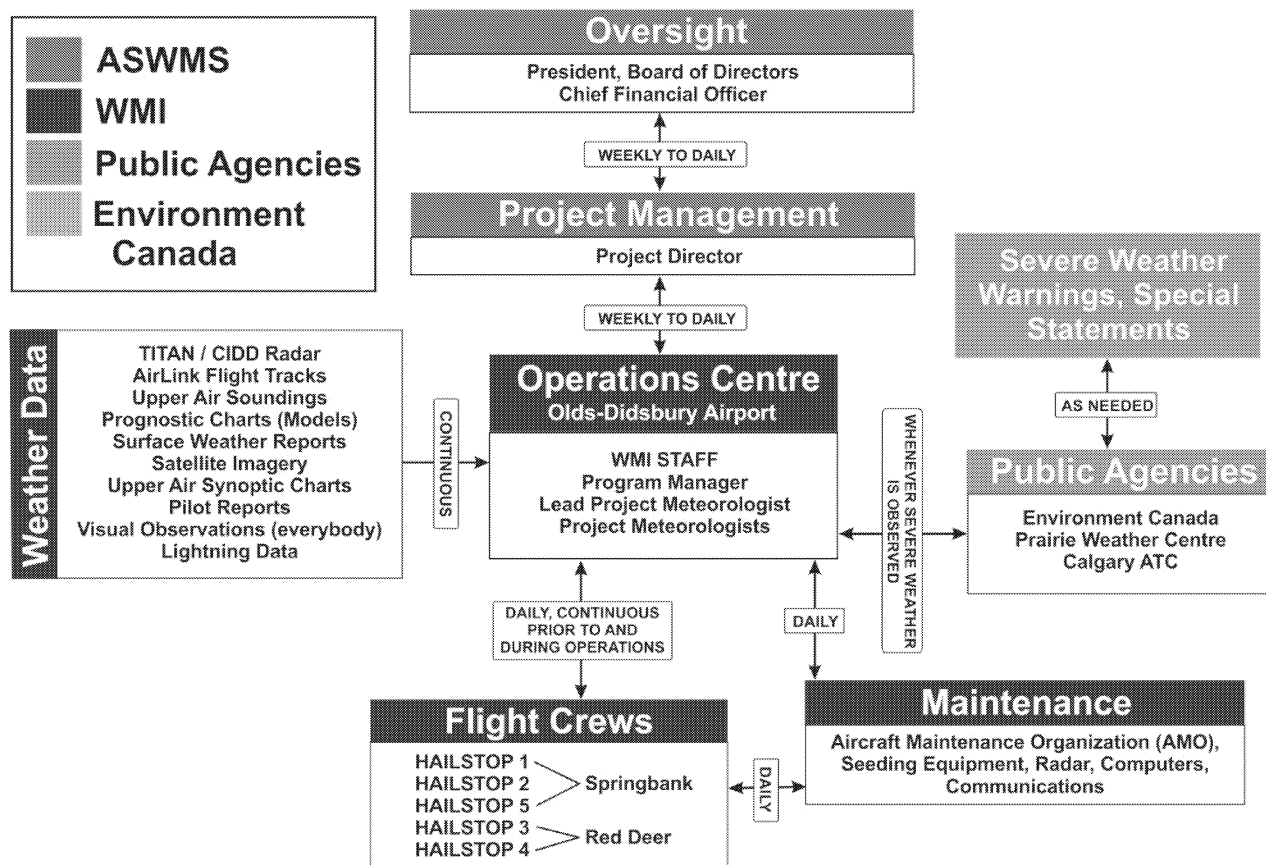 ASWMS
WMI
Public Agencies
Environment
Canada
Oversight
President, Board of Directors
Chief Financial Officer
WEEKLY TO DAILY
Project Management
Project Director
WEEKLY TO DAILY
Severe Weather
Warnings, Special
Statements
AS NEEDED
Weather Data
TITAN / CIDD Radar
AirLink Flight Tracks
Upper Air Soundings
Prognostic Charts (Models)
Surface Weather Reports
Satellite Imagery
Upper Air Synoptic Charts
Pilot Reports
Visual Observations (everybody)
Lightning Data
CONTINUOUS
Operations Centre
Olds-Didsbury Airport
WMI STAFF
Program Manager
Lead Project Meteorologist
Project Meteorologists
WHENEVER SEVERE WEATHER
IS OBSERVED
Public Agencies
Environment Canada
Prairie Weather Centre
Calgary ATC
DAILY, CONTINUOUS
PRIOR TO AND
DURING OPERATIONS
DAILY
Flight Crews
HAILSTOP 1
HAILSTOP 2
HAILSTOP 5
Springbank
HAILSTOP 3
HAILSTOP 4
Red Deer
DAILY
Maintenance
Aircraft Maintenance Organization (AMO),
Seeding Equipment, Radar, Computers,
Communications